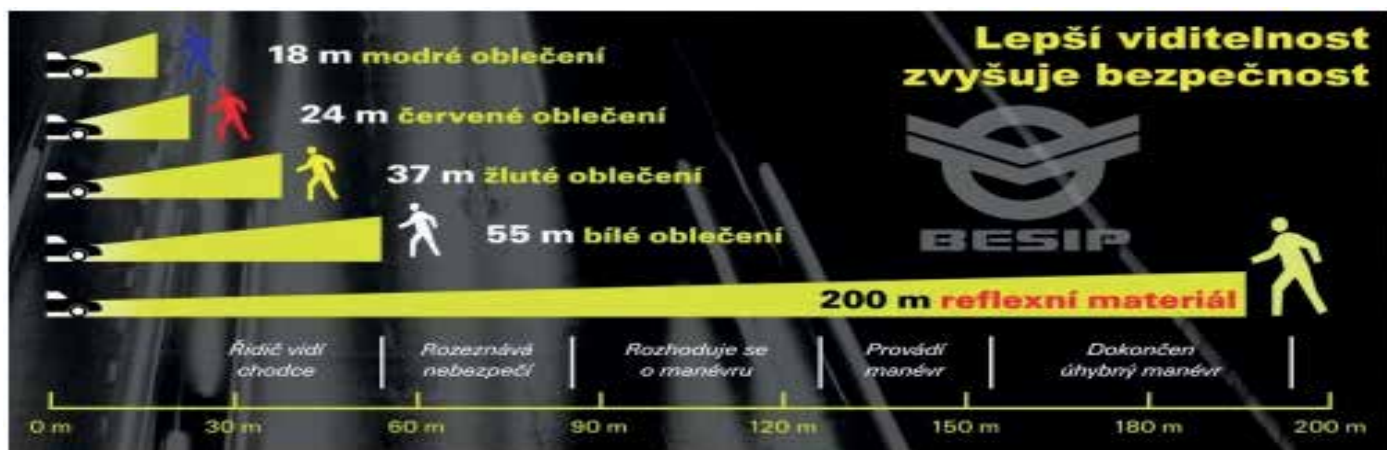 Lepší viditelnost
zvyšuje bezpečnost
18 m modré oblečení
24 m červené oblečení
37 m žluté oblečení
55 m bílé oblečení
BESIP
200 m reflexní materiál
Řidič vidí
chodce
Rozeznává
nebezpečí
Rozhoduje se
o manévru
Provádí
manévr
Dokončen
úhybný manévr
0 m 30 m 60 m 90 m 120 m 150 m 180 m 200 m